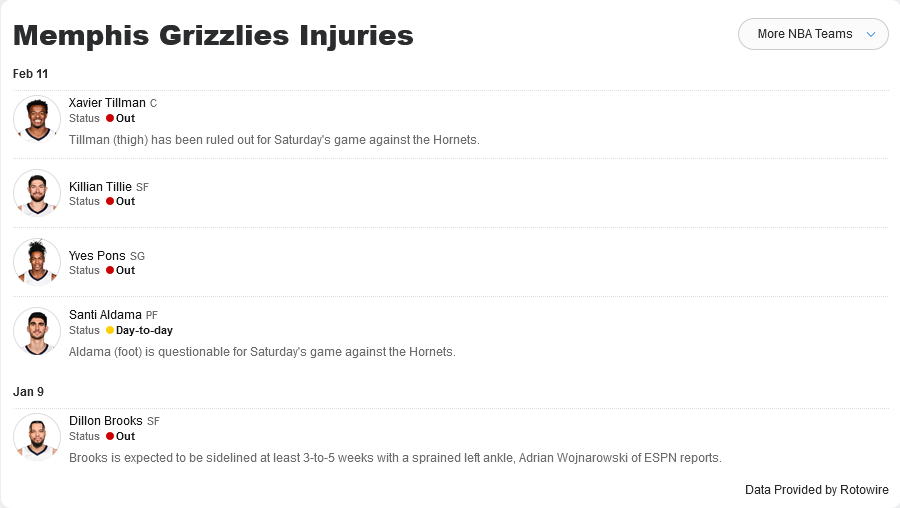 Memphis Grizzlies Injuries
More NBA Teams
Feb 11
Xavier Tillman C
Status Out
Tillman (thigh) has been ruled out for Saturday's game against the Hornets.
Killian Tillie SF
Status Out
Yves Pons SG
Status Out
Santi Aldama PF
Status Day-to-day
Aldama (foot) is questionable for Saturday's game against the Hornets.
Jan 9
Dillon Brooks SF
Status Out
Brooks is expected to be sidelined at least 3-to-5 weeks with a sprained left ankle, Adrian Wojnarowski of ESPN reports.
Data Provided by Rotowire